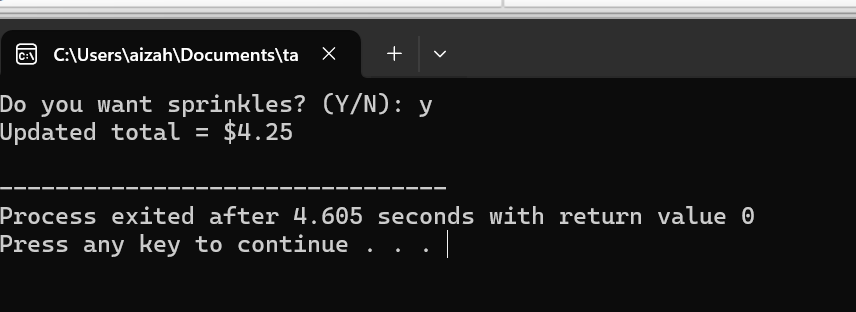 C:\Users\aizah\Documents\ta
Do you want sprinkles? (Y/N): y
Updated total = $4.25
--------------------------------
Process exited after 4.605 seconds with return value 0
Press any key to continue . . .